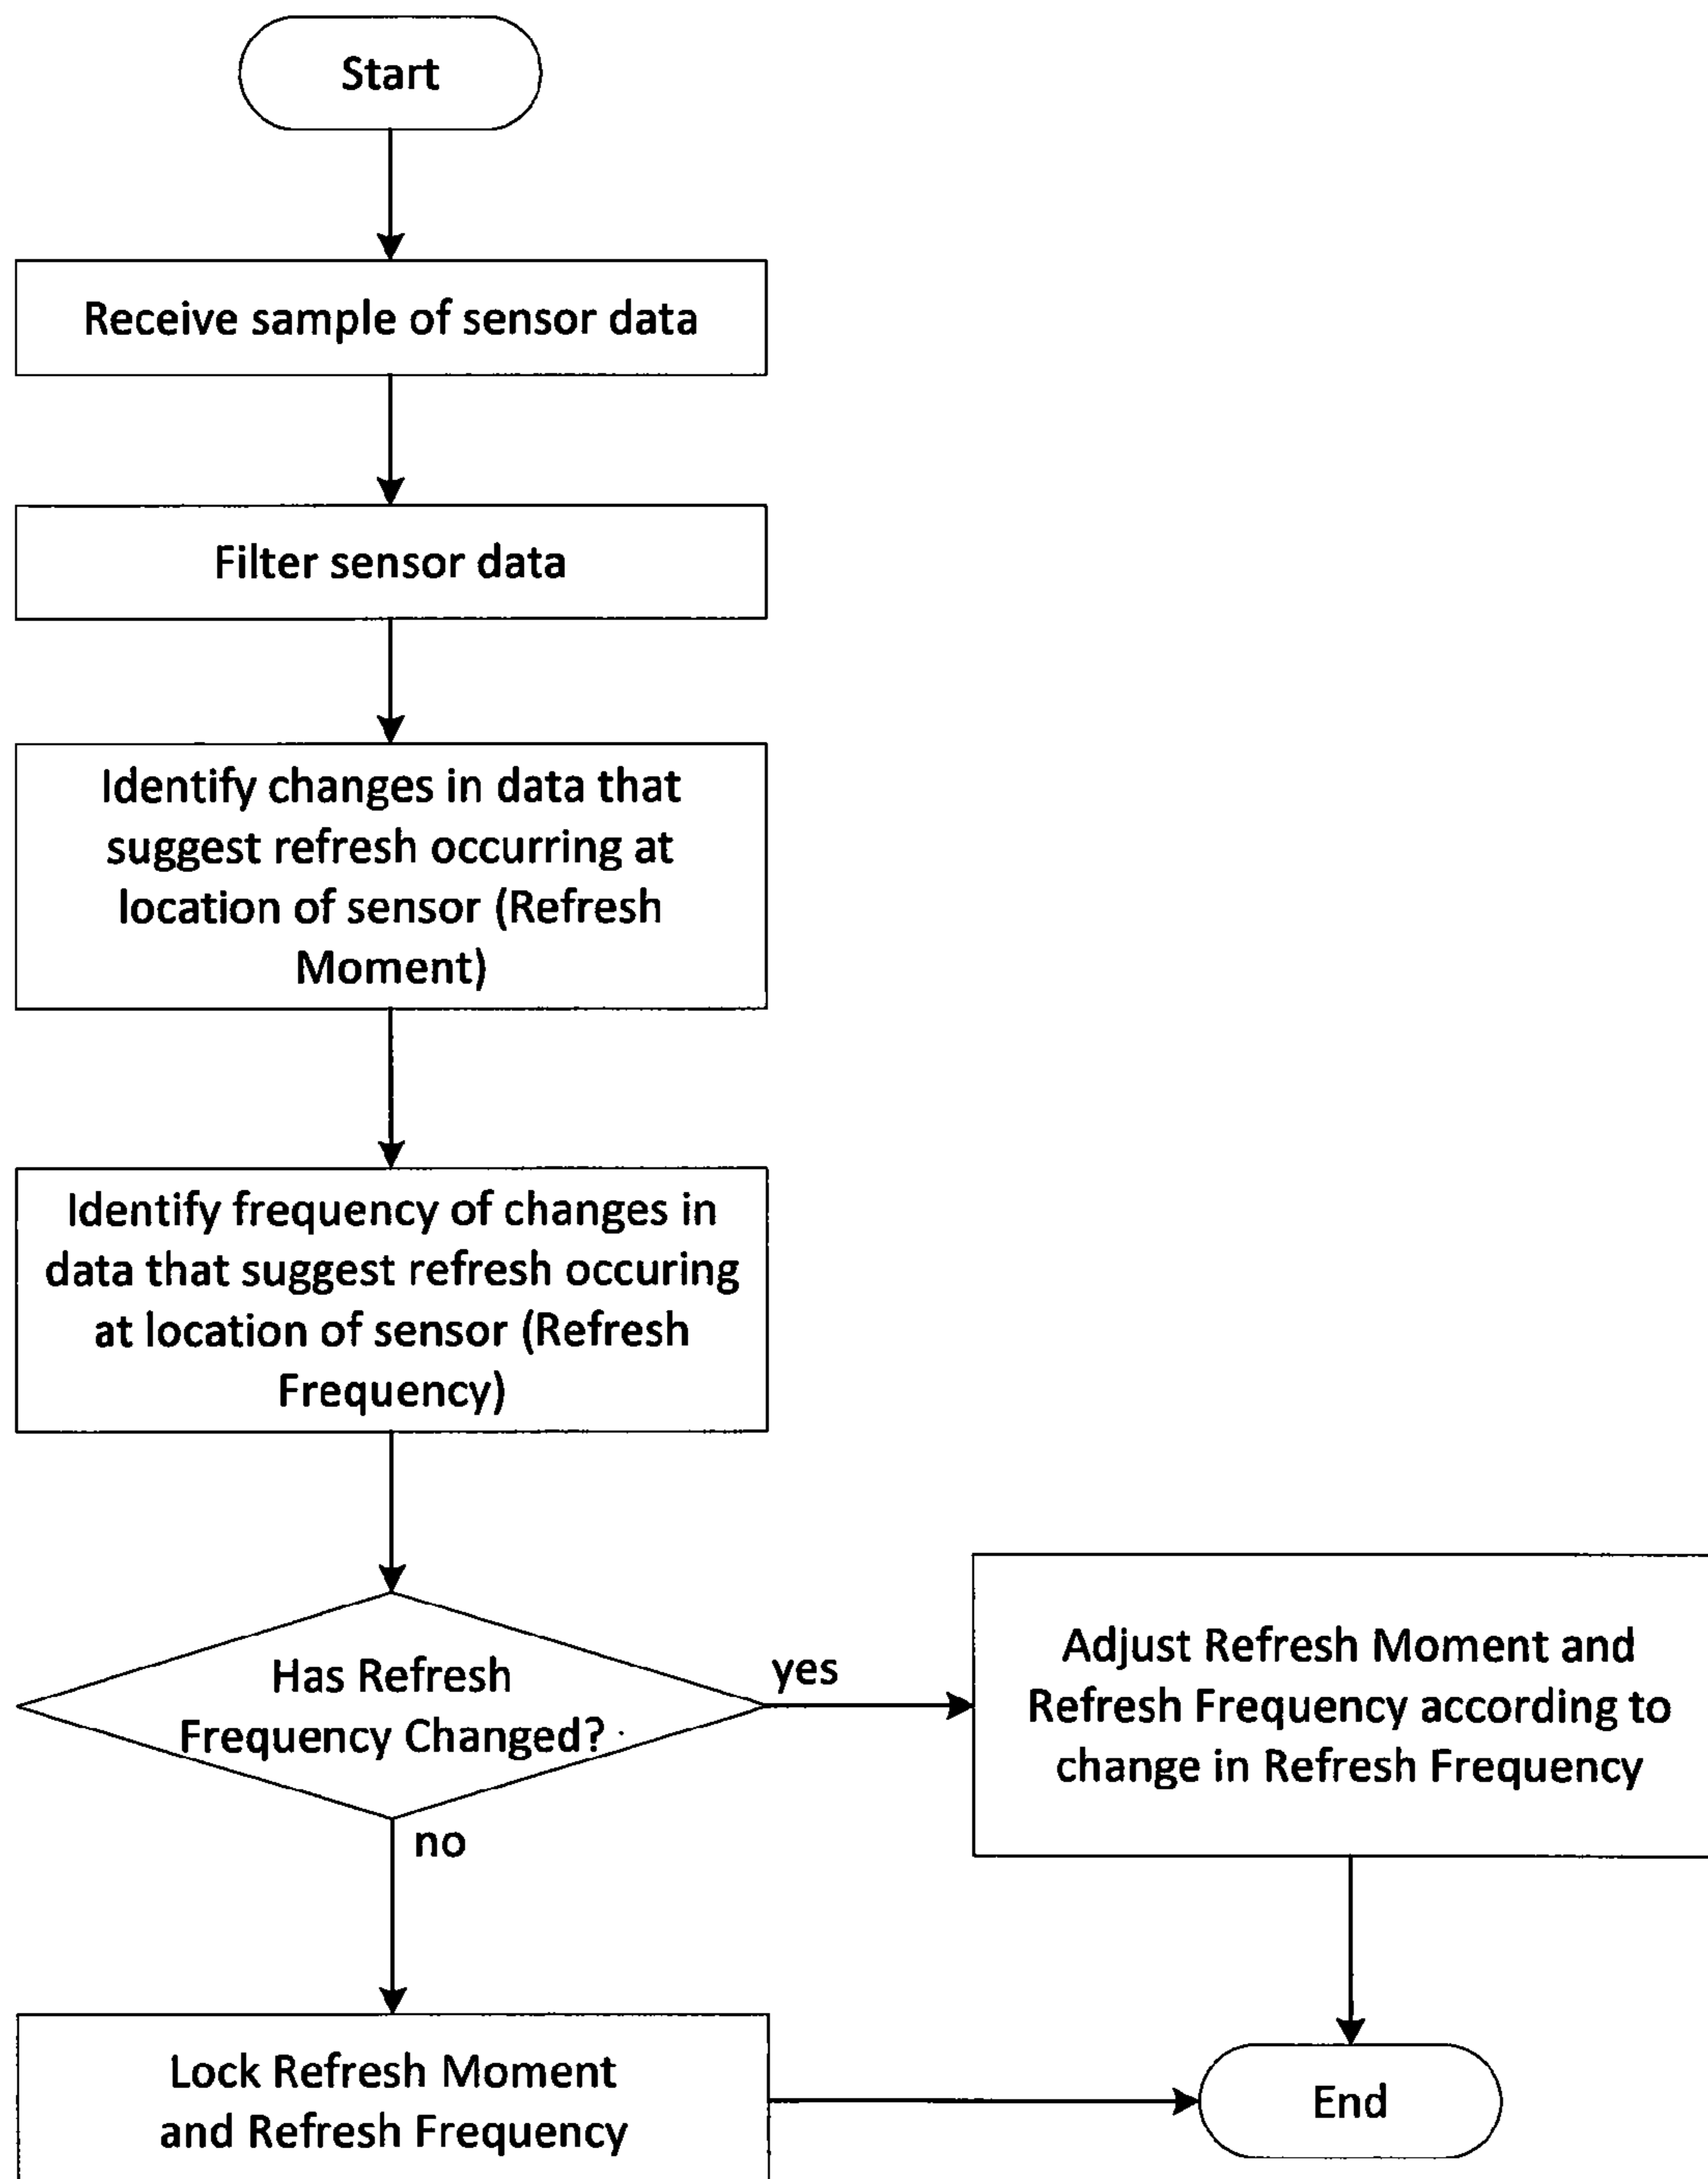 Start
Receive sample of sensor data
Filter sensor data
Identify changes in data that
suggest refresh occurring at
location of sensor (Refresh
Moment)
Identify frequency of changes in
data that suggest refresh occuring
at location of sensor (Refresh
Frequency)
Has Refresh
Frequency Changed?
yes
Adjust Refresh Moment and
Refresh Frequency according to
change in Refresh Frequency
no
Lock Refresh Moment
and Refresh Frequency
End